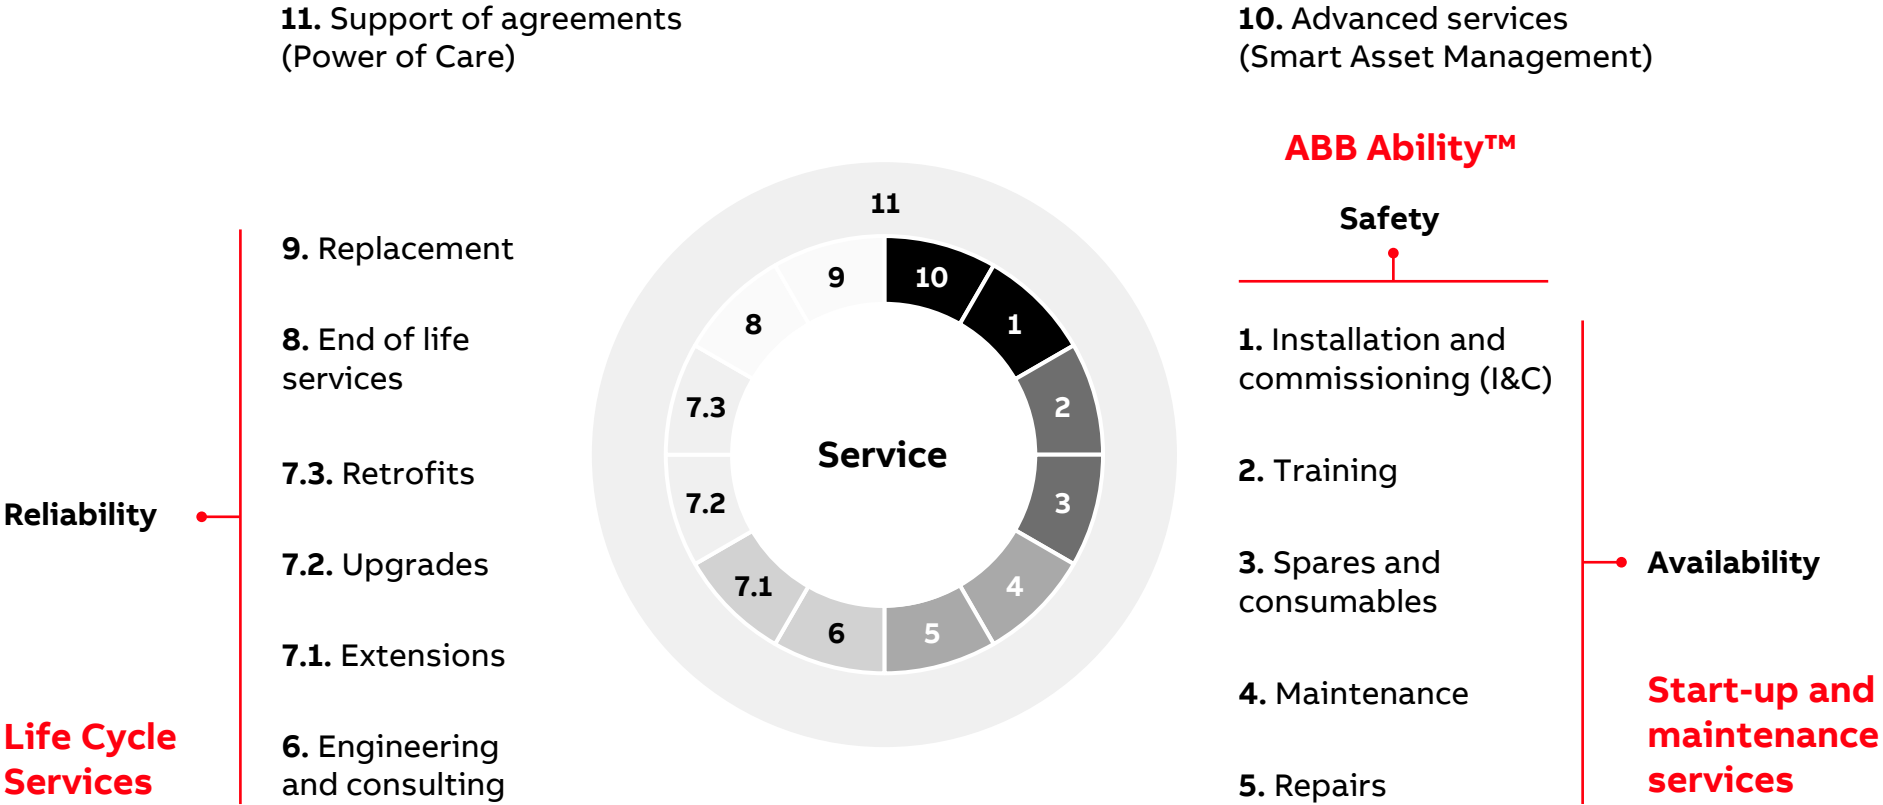 11. Support of agreements
(Power of Care)
10. Advanced services
(Smart Asset Management)
ABB Ability™
Safety
9. Replacement
8. End of life
services
7.3. Retrofits
7.2. Upgrades
7.1. Extensions
6. Engineering
and consulting
Reliability
Life Cycle
Services
11
9
10
8
1
7.3
2
Service
7.2
3
7.1
4
6
5
1. Installation and
commissioning (I&C)
2. Training
3. Spares and
consumables
4. Maintenance
5. Repairs
Availability
Start-up and
maintenance
services